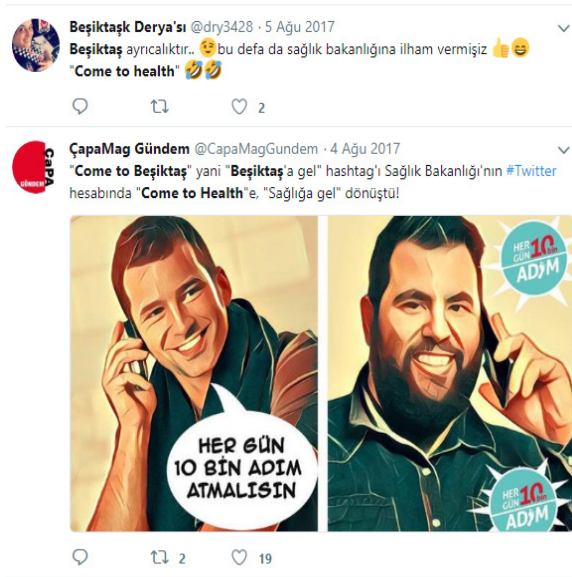 Beşiktaşk Derya'sı @dry3428 · 5 Ağu 2017
Beşiktaş ayrıcalıktır.. 😉bu defa da sağlık bakanlığına ilham vermişiz 👍😄
"Come to health" 🤣🤣
2
ÇapaMag Gündem @CapaMagGundem · 4 Ağu 2017
"Come to Beşiktaş" yani "Beşiktaş'a gel" hashtag'ı Sağlık Bakanlığı'nın #Twitter
hesabında "Come to Health"e, "Sağlığa gel" dönüştü!
ÇaPA
GÜNDEM
HER GÜN
10 BİN ADIM
ATMALISIN
HER GÜN 10 bin
ADIM
HER GÜN 10 bin
ADIM
2
19